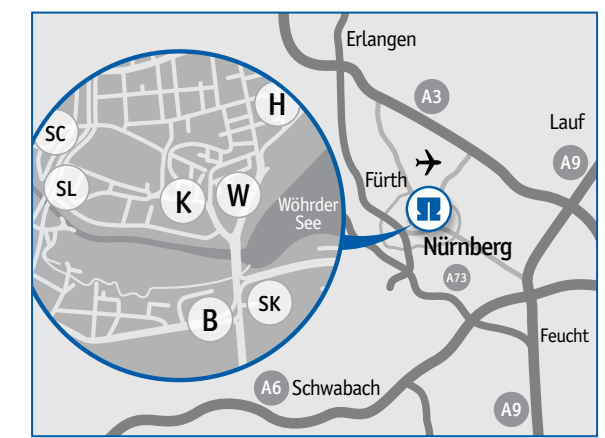 Erlangen
A3
Lauf
A9
H
SC
SL
K
W
Fürth
Wöhrder
See
Nürnberg
A73
B
SK
Feucht
A6
Schwabach
A9